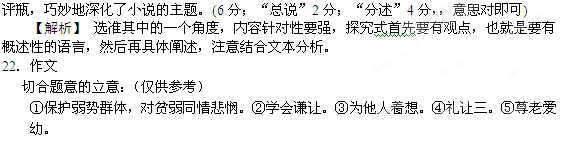 评瓶，巧妙地深化了小说的主题。(6 分；“总说”2 分；“分述”4 分，，意思对即可)
【解析】 选准其中的一个角度，内容针对性要强，探究式首先要有观点，也就是要有
概述性的语言，然后再具体阐述，注意结合文本分析。
22．作文
切合题意的立意：（仅供参考）
①保护弱势群体，对贫弱同情悲悯。②学会谦让。③为他人着想。④礼让三。⑤尊老爱
幼。